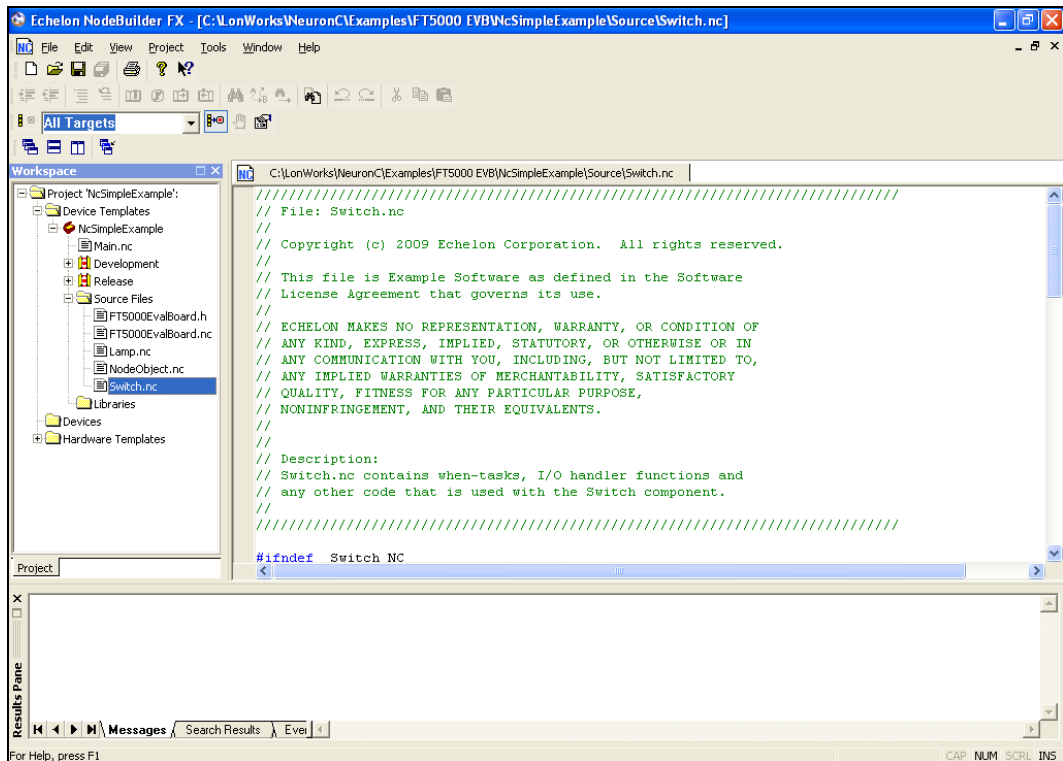 Echelon NodeBuilder FX - [C:\LonWorks\NeuronC\Examples\FT5000 EVB\NcSimpleExample\Source\Switch.nc]
NC File Edit View Project Tools Window Help
All Targets
Workspace
Project 'NcSimpleExample':
Device Templates
NcSimpleExample
Main.nc
Development
Release
Source Files
FT5000EvalBoard.h
FT5000EvalBoard.nc
Lamp.nc
NodeObject.nc
Switch.nc
Libraries
Devices
Hardware Templates
Project
NC C:\LonWorks\NeuronC\Examples\FT5000 EVB\NcSimpleExample\Source\Switch.nc
//////////////////////////////////////////////////////////////////////////////
// File: Switch.nc
//
// Copyright (c) 2009 Echelon Corporation.  All rights reserved.
//
// This file is Example Software as defined in the Software
// License Agreement that governs its use.
//
// ECHELON MAKES NO REPRESENTATION, WARRANTY, OR CONDITION OF
// ANY KIND, EXPRESS, IMPLIED, STATUTORY, OR OTHERWISE OR IN
// ANY COMMUNICATION WITH YOU, INCLUDING, BUT NOT LIMITED TO,
// ANY IMPLIED WARRANTIES OF MERCHANTABILITY, SATISFACTORY
// QUALITY, FITNESS FOR ANY PARTICULAR PURPOSE,
// NONINFRINGEMENT, AND THEIR EQUIVALENTS.
//
//
// Description:
// Switch.nc contains when-tasks, I/O handler functions and
// any other code that is used with the Switch component.
//
//////////////////////////////////////////////////////////////////////////////
#ifndef  Switch NC
Results Pane
Messages Search Results Eve
For Help, press F1
CAP NUM SCRL INS